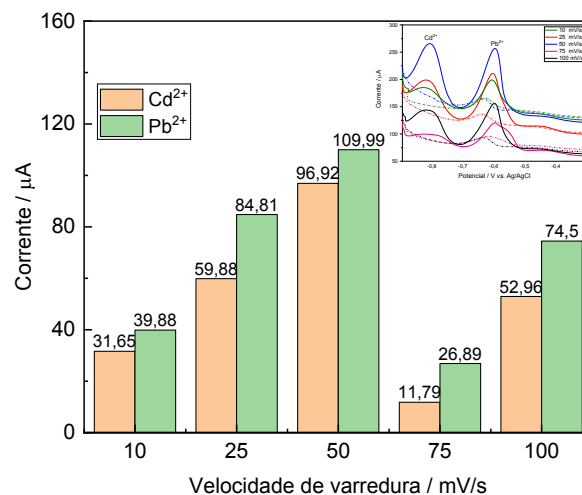 160
120
80
40
0
Corrente / µA
Cd²⁺
Pb²⁺
31,65
39,88
59,88
84,81
96,92
109,99
11,79
26,89
52,96
74,5
10
25
50
75
100
Velocidade de varredura / mV/s
Cd²⁺
Pb²⁺
10 mV/s
25 mV/s
50 mV/s
75 mV/s
100 mV/s
300
250
200
150
100
50
Corrente / µA
-0,8
-0,7
-0,6
-0,5
-0,4
-0,3
Potencial / V vs. Ag/AgCl